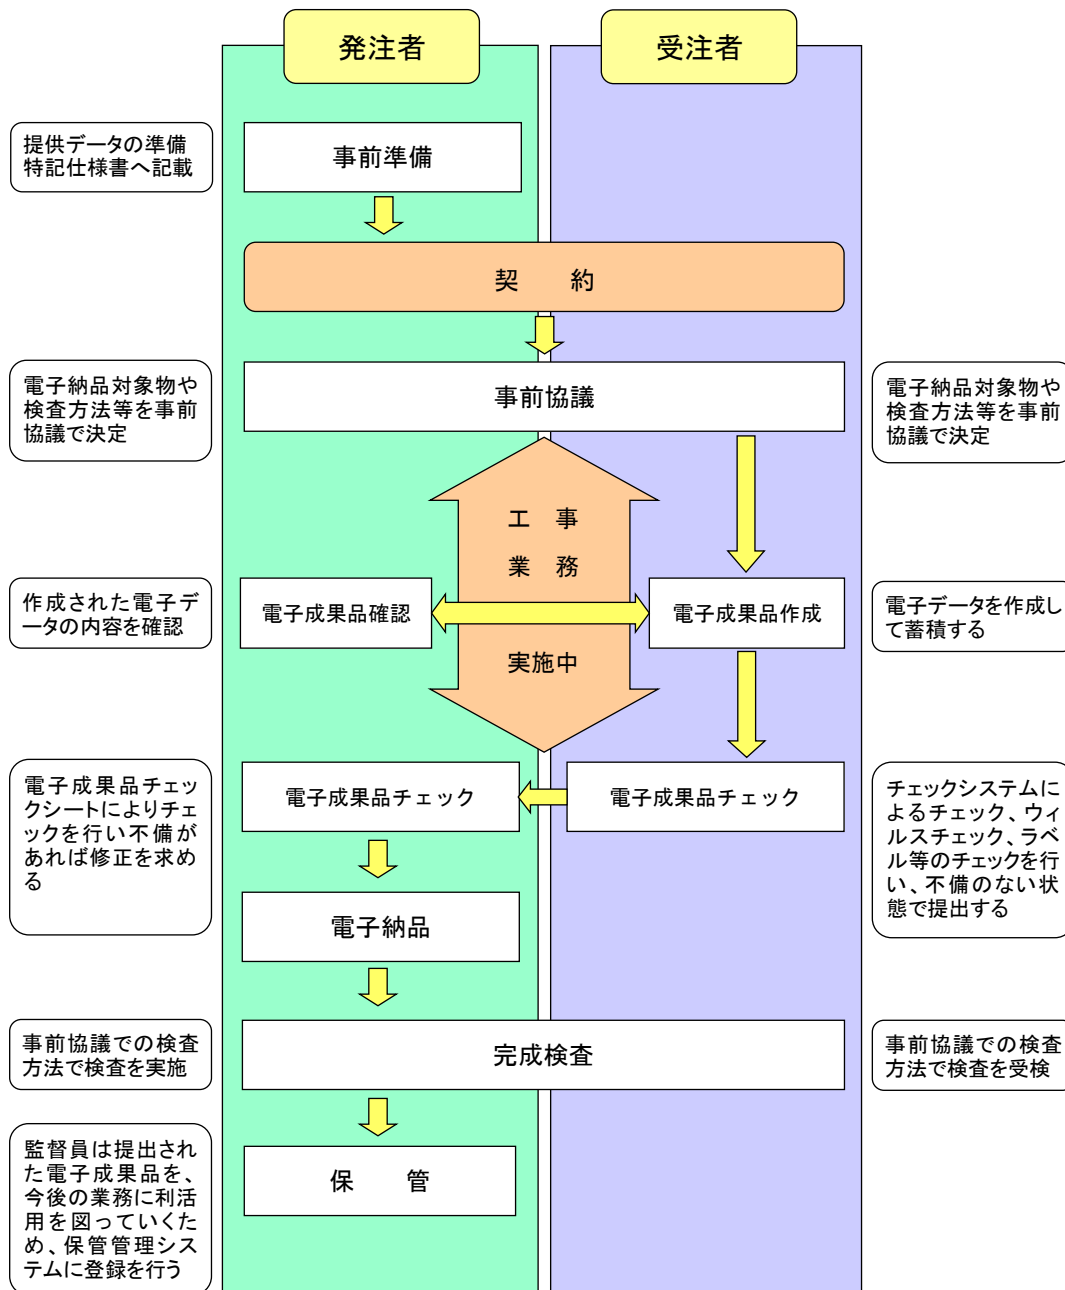 発注者
受注者
提供データの準備
特記仕様書へ記載
事前準備
契　　約
電子納品対象物や
検査方法等を事前
協議で決定
事前協議
電子納品対象物や
検査方法等を事前
協議で決定
工　事
業　務
実施中
作成された電子デ
ータの内容を確認
電子成果品確認
電子成果品作成
電子データを作成し
て蓄積する
電子成果品チェッ
クシートによりチェ
ックを行い不備が
あれば修正を求め
る
電子成果品チェック
電子成果品チェック
チェックシステム
によるチェック、ウィ
ルスチェック、ラベ
ル等のチェックを行
い、不備のない状
態で提出する
電子納品
事前協議での検査
方法で検査を実施
完成検査
事前協議での検査
方法で検査を受検
監督員は提出され
た電子成果品を、
今後の業務に利活
用を図っていくた
め、保管管理シス
テムに登録を行う
保　　管